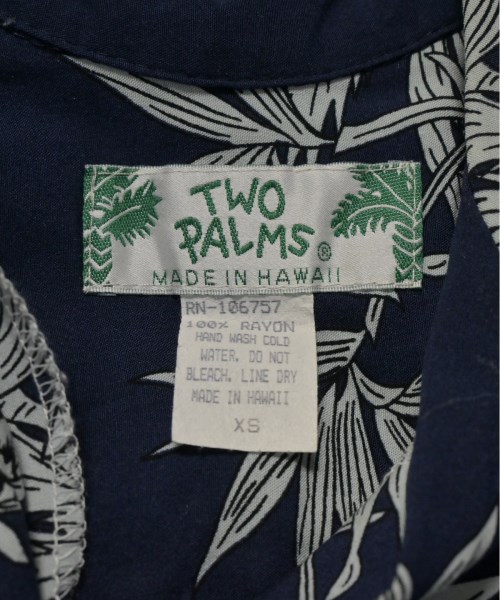 TWO
PALMS®
MADE IN HAWAII
RN-106757
100% RAYON
HAND WASH COLD
WATER. DO NOT
BLEACH. LINE DRY
MADE IN HAWAII
XS